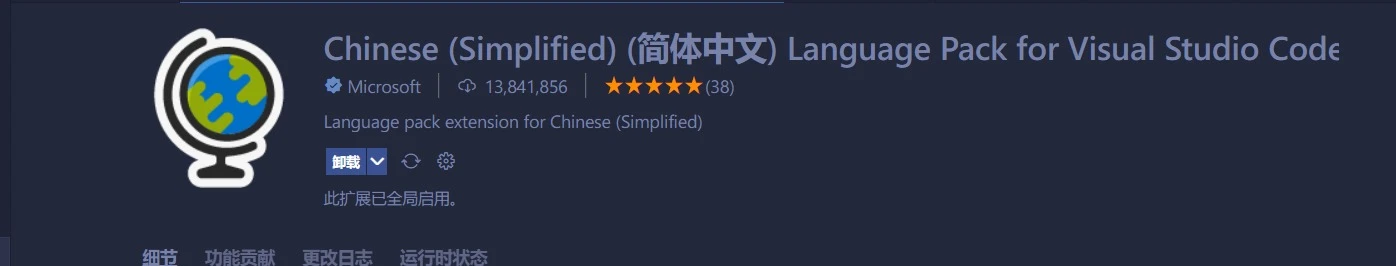 Chinese (Simplified) (简体中文) Language Pack for Visual Studio Code
Microsoft 13,841,856 ★★★★★(38)
Language pack extension for Chinese (Simplified)
卸载
此扩展已全局启用。
细节 功能贡献 更改日志 运行时状态